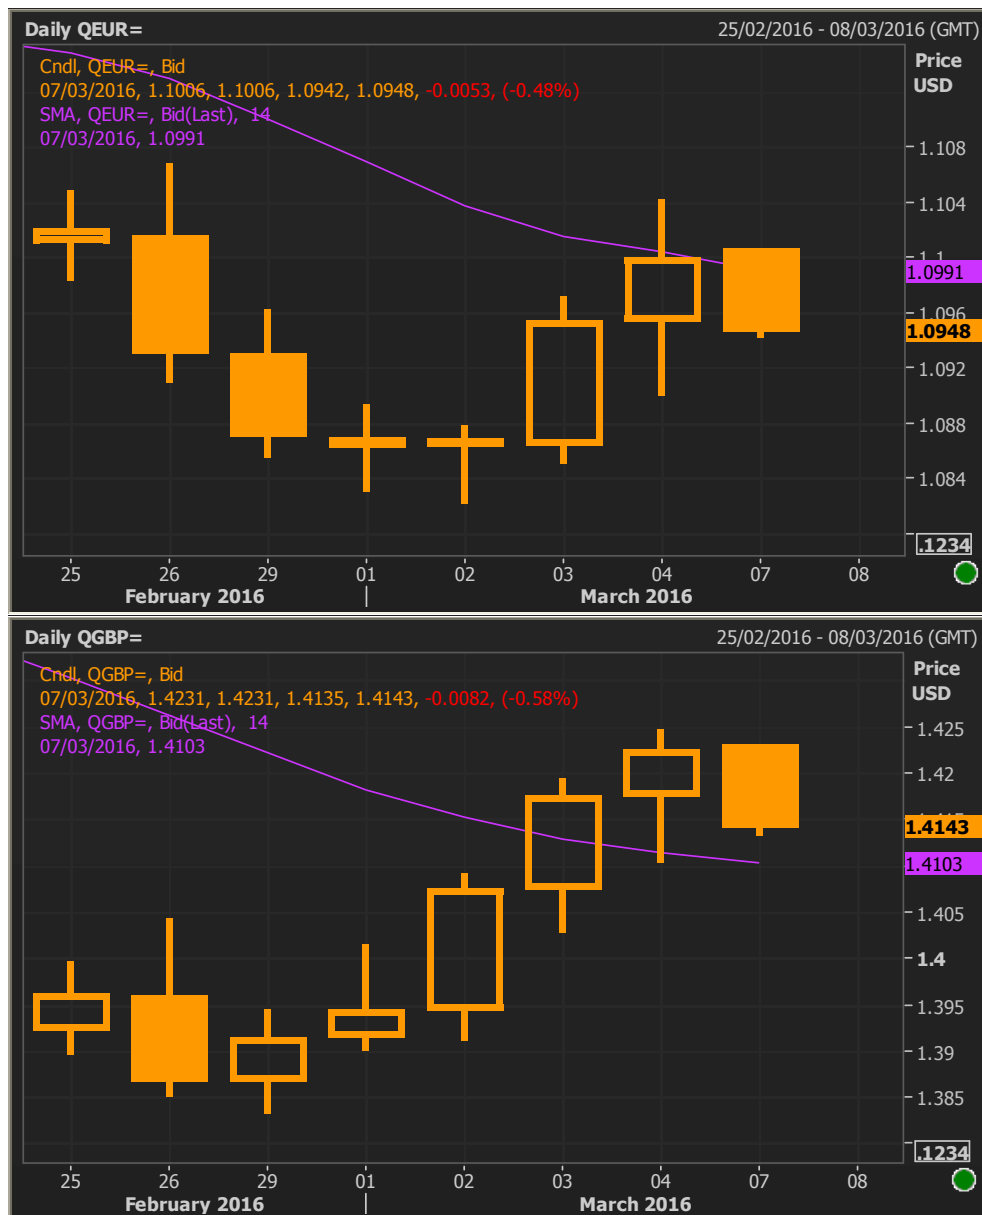 Daily QEUR= 25/02/2016 - 08/03/2016 (GMT)
Cndl, QEUR=, Bid
07/03/2016, 1.1006, 1.1006, 1.0942, 1.0948, -0.0053, (-0.48%)
SMA, QEUR=, Bid(Last), 14
07/03/2016, 1.0991
Price
USD
1.108
1.104
1.1
1.0991
1.096
1.0948
1.092
1.088
1.084
.1234
25 26 29 01 02 03 04 07 08
February 2016 March 2016
Daily QGBP= 25/02/2016 - 08/03/2016 (GMT)
Cndl, QGBP=, Bid
07/03/2016, 1.4231, 1.4231, 1.4135, 1.4143, -0.0082, (-0.58%)
SMA, QGBP=, Bid(Last), 14
07/03/2016, 1.4103
Price
USD
1.425
1.42
1.4143
1.4103
1.405
1.4
1.395
1.39
1.385
.1234
25 26 29 01 02 03 04 07 08
February 2016 March 2016